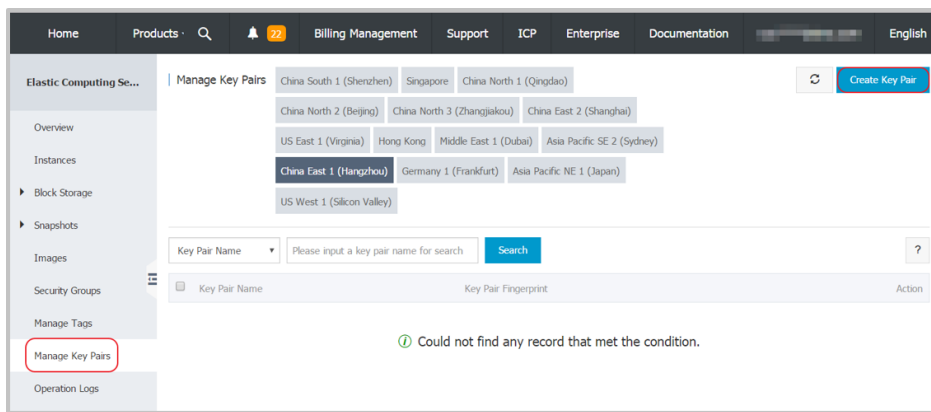 Home Products · 22 Billing Management Support ICP Enterprise Documentation English
Elastic Computing Se...
Overview
Instances
Block Storage
Snapshots
Images
Security Groups
Manage Tags
Manage Key Pairs
Operation Logs
Manage Key Pairs China South 1 (Shenzhen) Singapore China North 1 (Qingdao) Create Key Pair
China North 2 (Beijing) China North 3 (Zhangjiakou) China East 2 (Shanghai)
US East 1 (Virginia) Hong Kong Middle East 1 (Dubai) Asia Pacific SE 2 (Sydney)
China East 1 (Hangzhou) Germany 1 (Frankfurt) Asia Pacific NE 1 (Japan)
US West 1 (Silicon Valley)
Key Pair Name Please input a key pair name for search Search ?
Key Pair Name Key Pair Fingerprint Action
Could not find any record that met the condition.